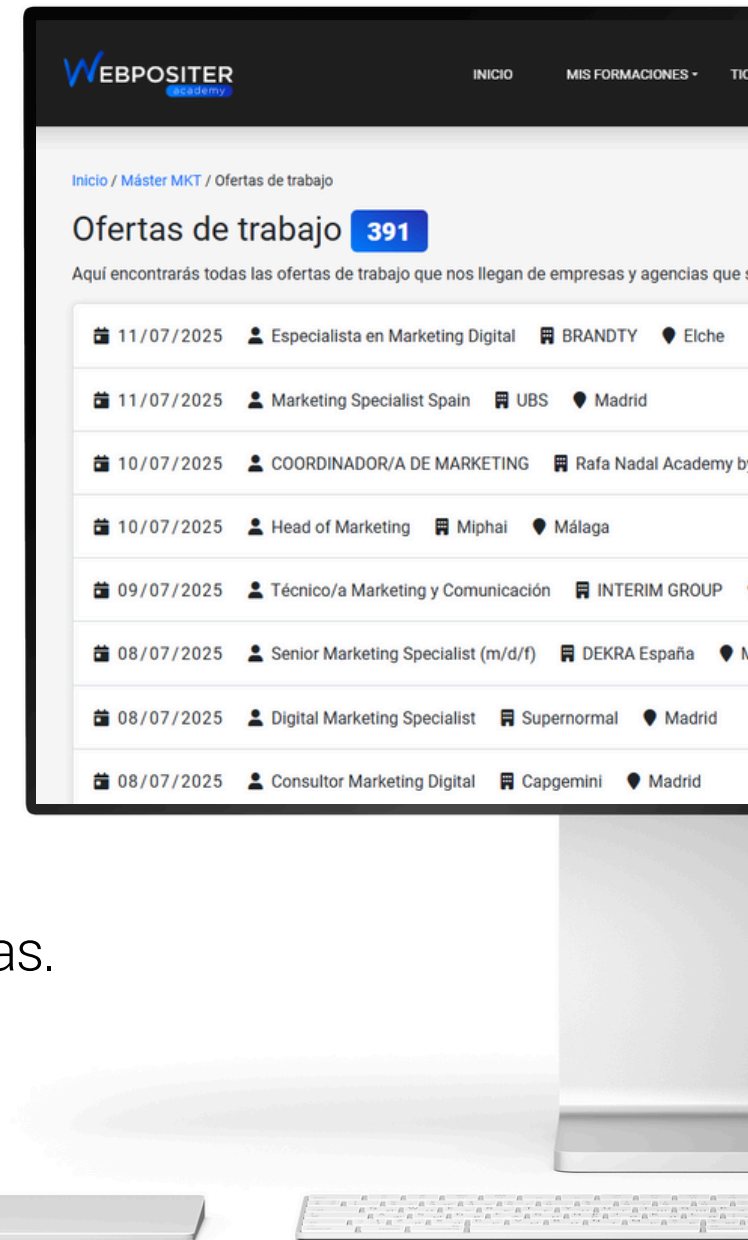 WEBPOSITER
academy
INICIO MIS FORMACIONES
Inicio / Máster MKT / Ofertas de trabajo
Ofertas de trabajo 391
Aquí encontrarás todas las ofertas de trabajo que nos llegan de empresas y agencias que
11/07/2025 Especialista en Marketing Digital BRANDTY Elche
11/07/2025 Marketing Specialist Spain UBS Madrid
10/07/2025 COORDINADOR/A DE MARKETING Rafa Nadal Academy by
10/07/2025 Head of Marketing Miphai Málaga
09/07/2025 Técnico/a Marketing y Comunicación INTERIM GROUP
08/07/2025 Senior Marketing Specialist (m/d/f) DEKRA España
08/07/2025 Digital Marketing Specialist Supernormal Madrid
08/07/2025 Consultor Marketing Digital Capgemini Madrid
as.